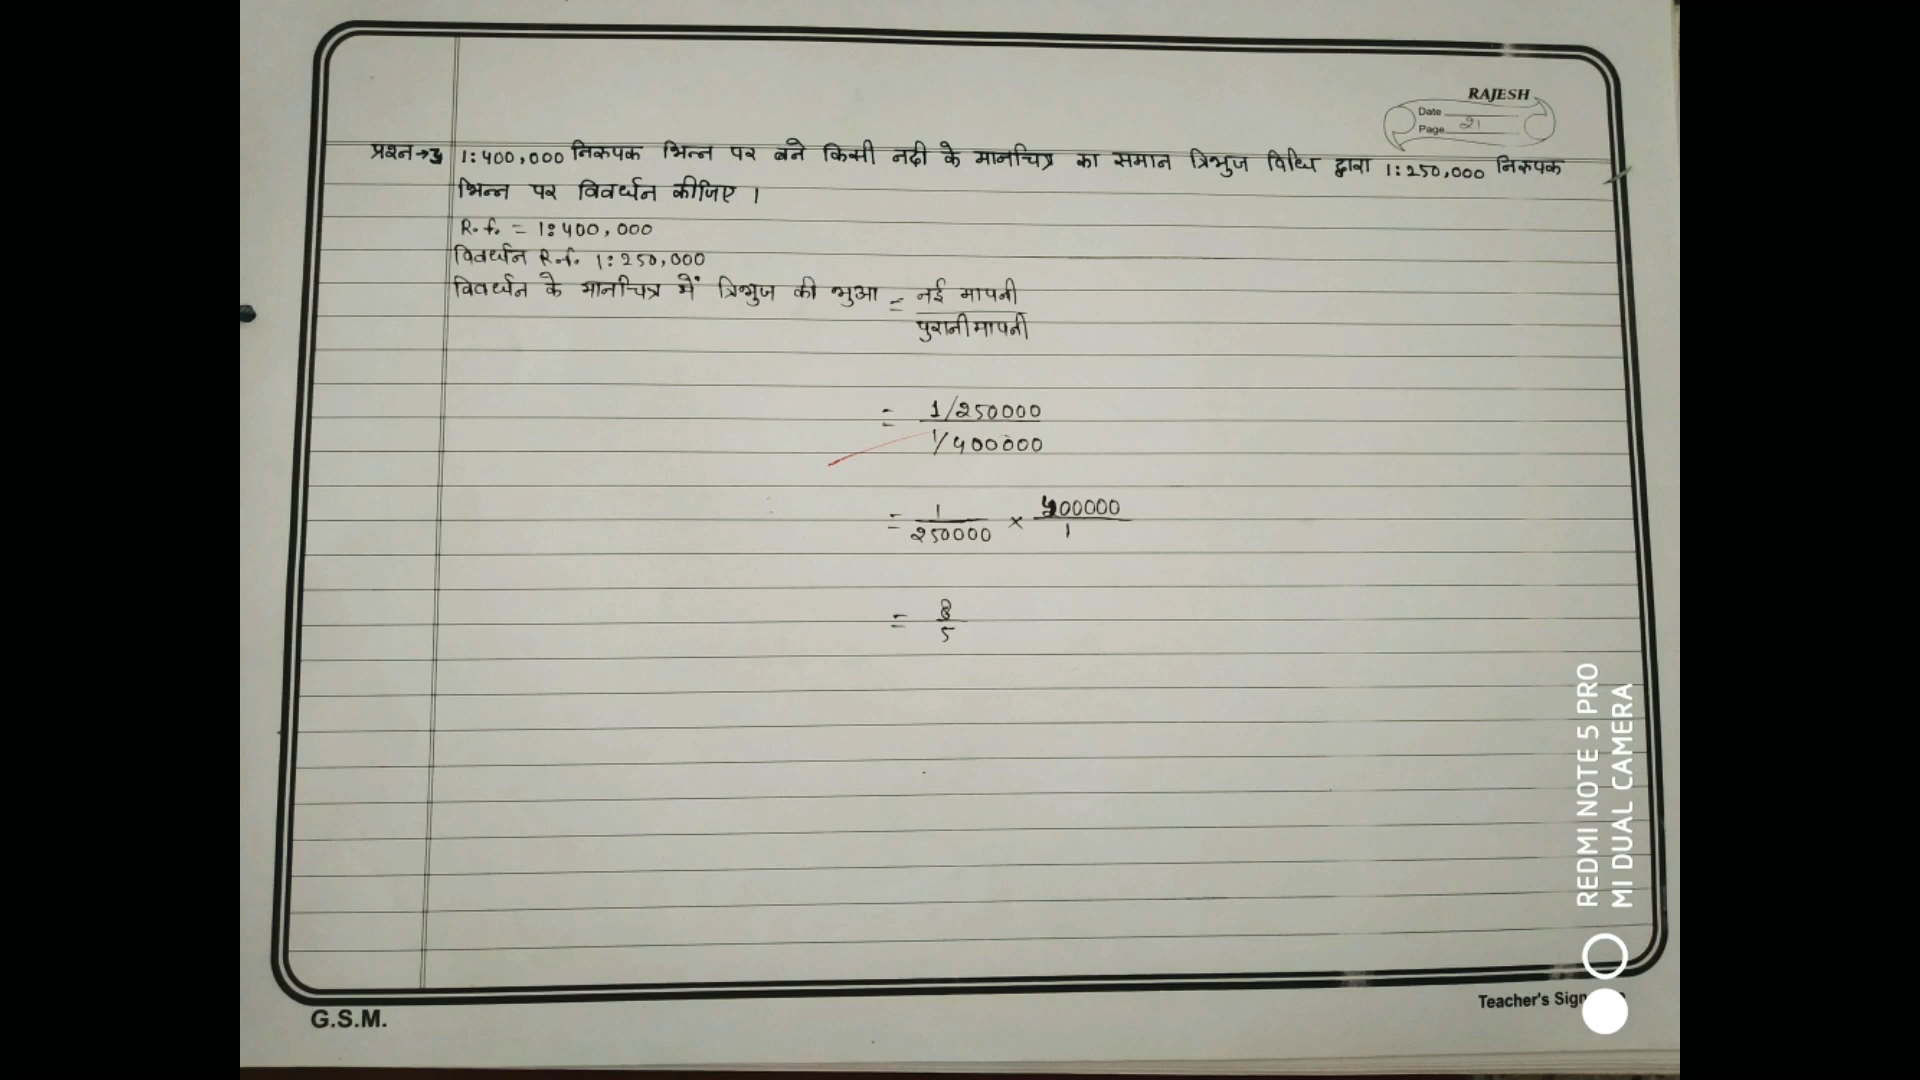 RAJESH
Date
Page 21
प्रश्न→3 1:400,000 निरूपक भिन्न पर बने किसी नदी के मानचित्र का समान त्रिभुज विधि द्वारा 1:250,000 निरूपक
भिन्न पर विवर्धन कीजिए ।
R.f. = 1:400,000
विवर्धन R.f. 1:250,000
विवर्धन के मानचित्र में त्रिभुज की भुआ = नई मापनी
पुरानी मापनी
= 1/250000
1/400000
= 1 × 400000
250000 1
= 8
5
G.S.M.
Teacher's Sign
REDMI NOTE 5 PRO
MI DUAL CAMERA